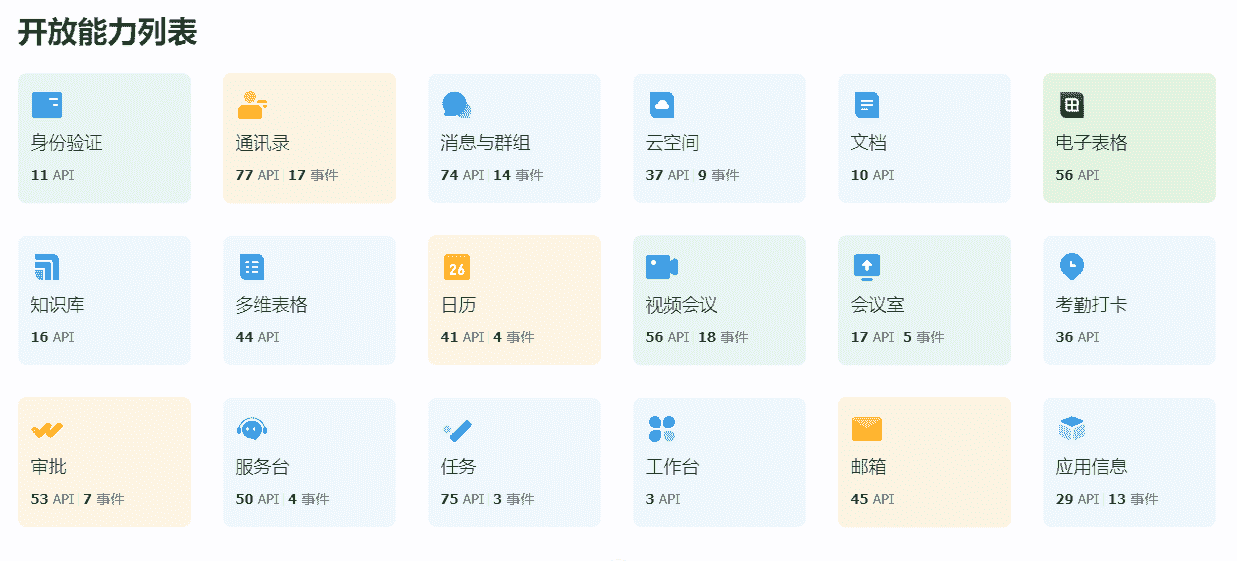 开放能力列表
身份验证
11 API
通讯录
77 API 17 事件
消息与群组
74 API 14 事件
云空间
37 API 9 事件
文档
10 API
电子表格
56 API
知识库
16 API
多维表格
44 API
26
日历
41 API 4 事件
视频会议
56 API 18 事件
会议室
17 API 5 事件
考勤打卡
36 API
审批
53 API 7 事件
服务台
50 API 4 事件
任务
75 API 3 事件
工作台
3 API
邮箱
45 API
应用信息
29 API 13 事件